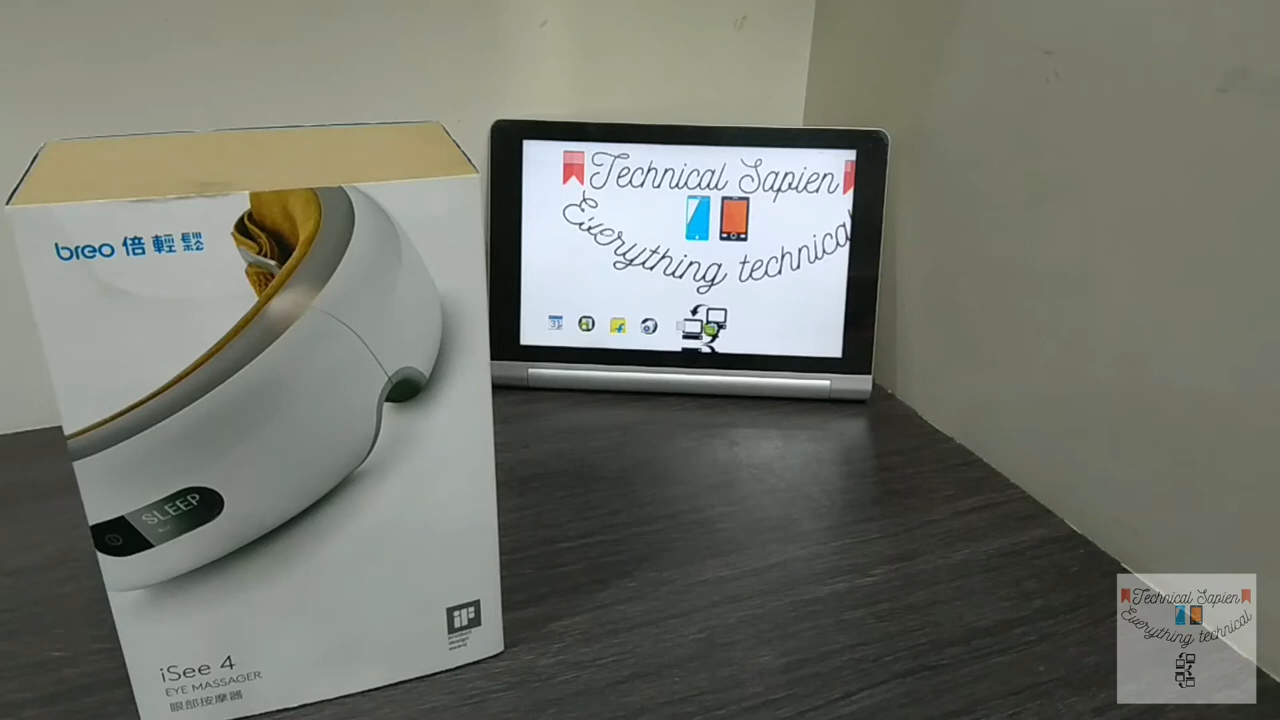 breo 倍輕鬆
SLEEP
iSee 4
EYE MASSAGER
眼部按摩器
iF
Technical Sapien
Everything technical
31
Technical Sapien
Everything technical